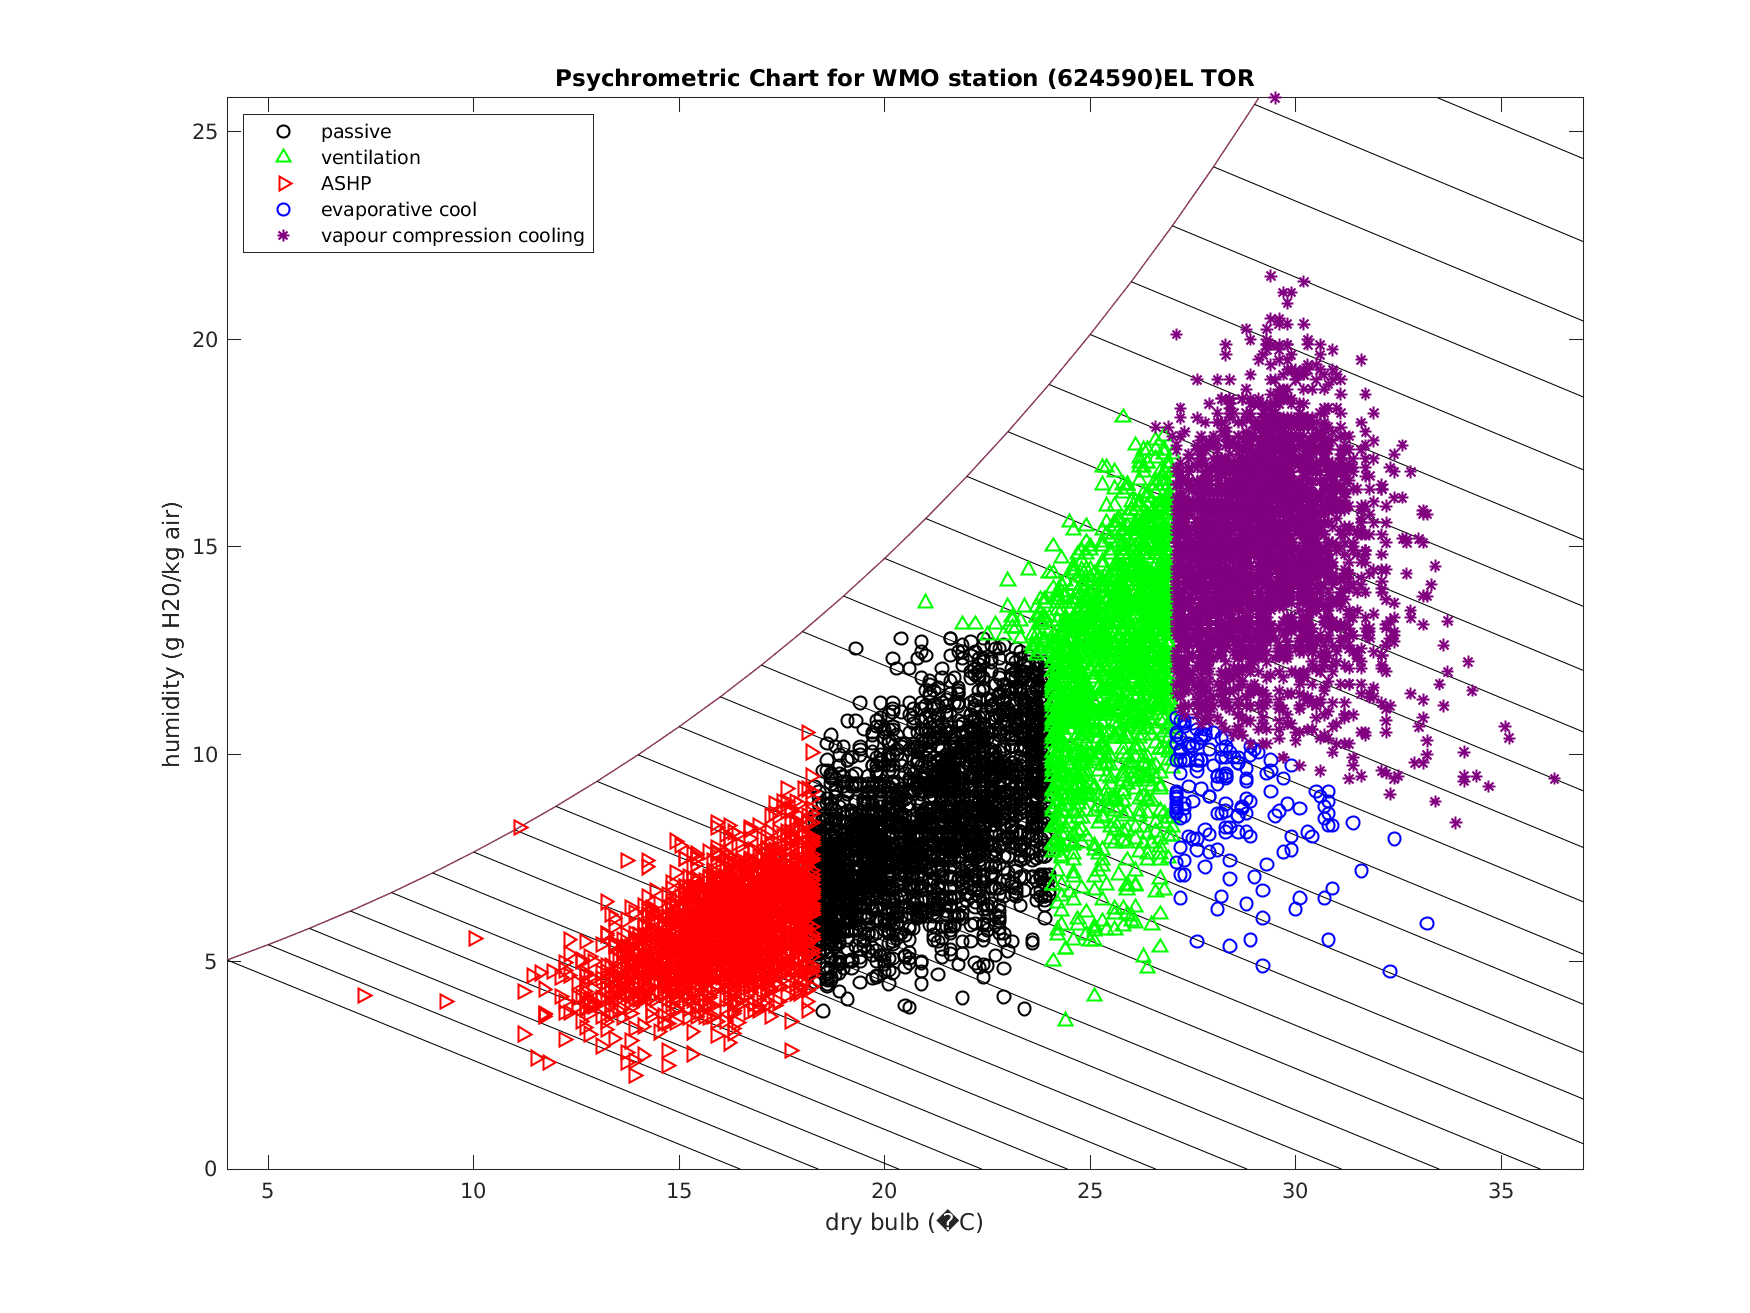 Psychrometric Chart for WMO station (624590)EL TOR
passive
ventilation
ASHP
evaporative cool
vapour compression cooling
humidity (g H20/kg air)
25
20
15
10
5
0
5 10 15 20 25 30 35
dry bulb (�C)